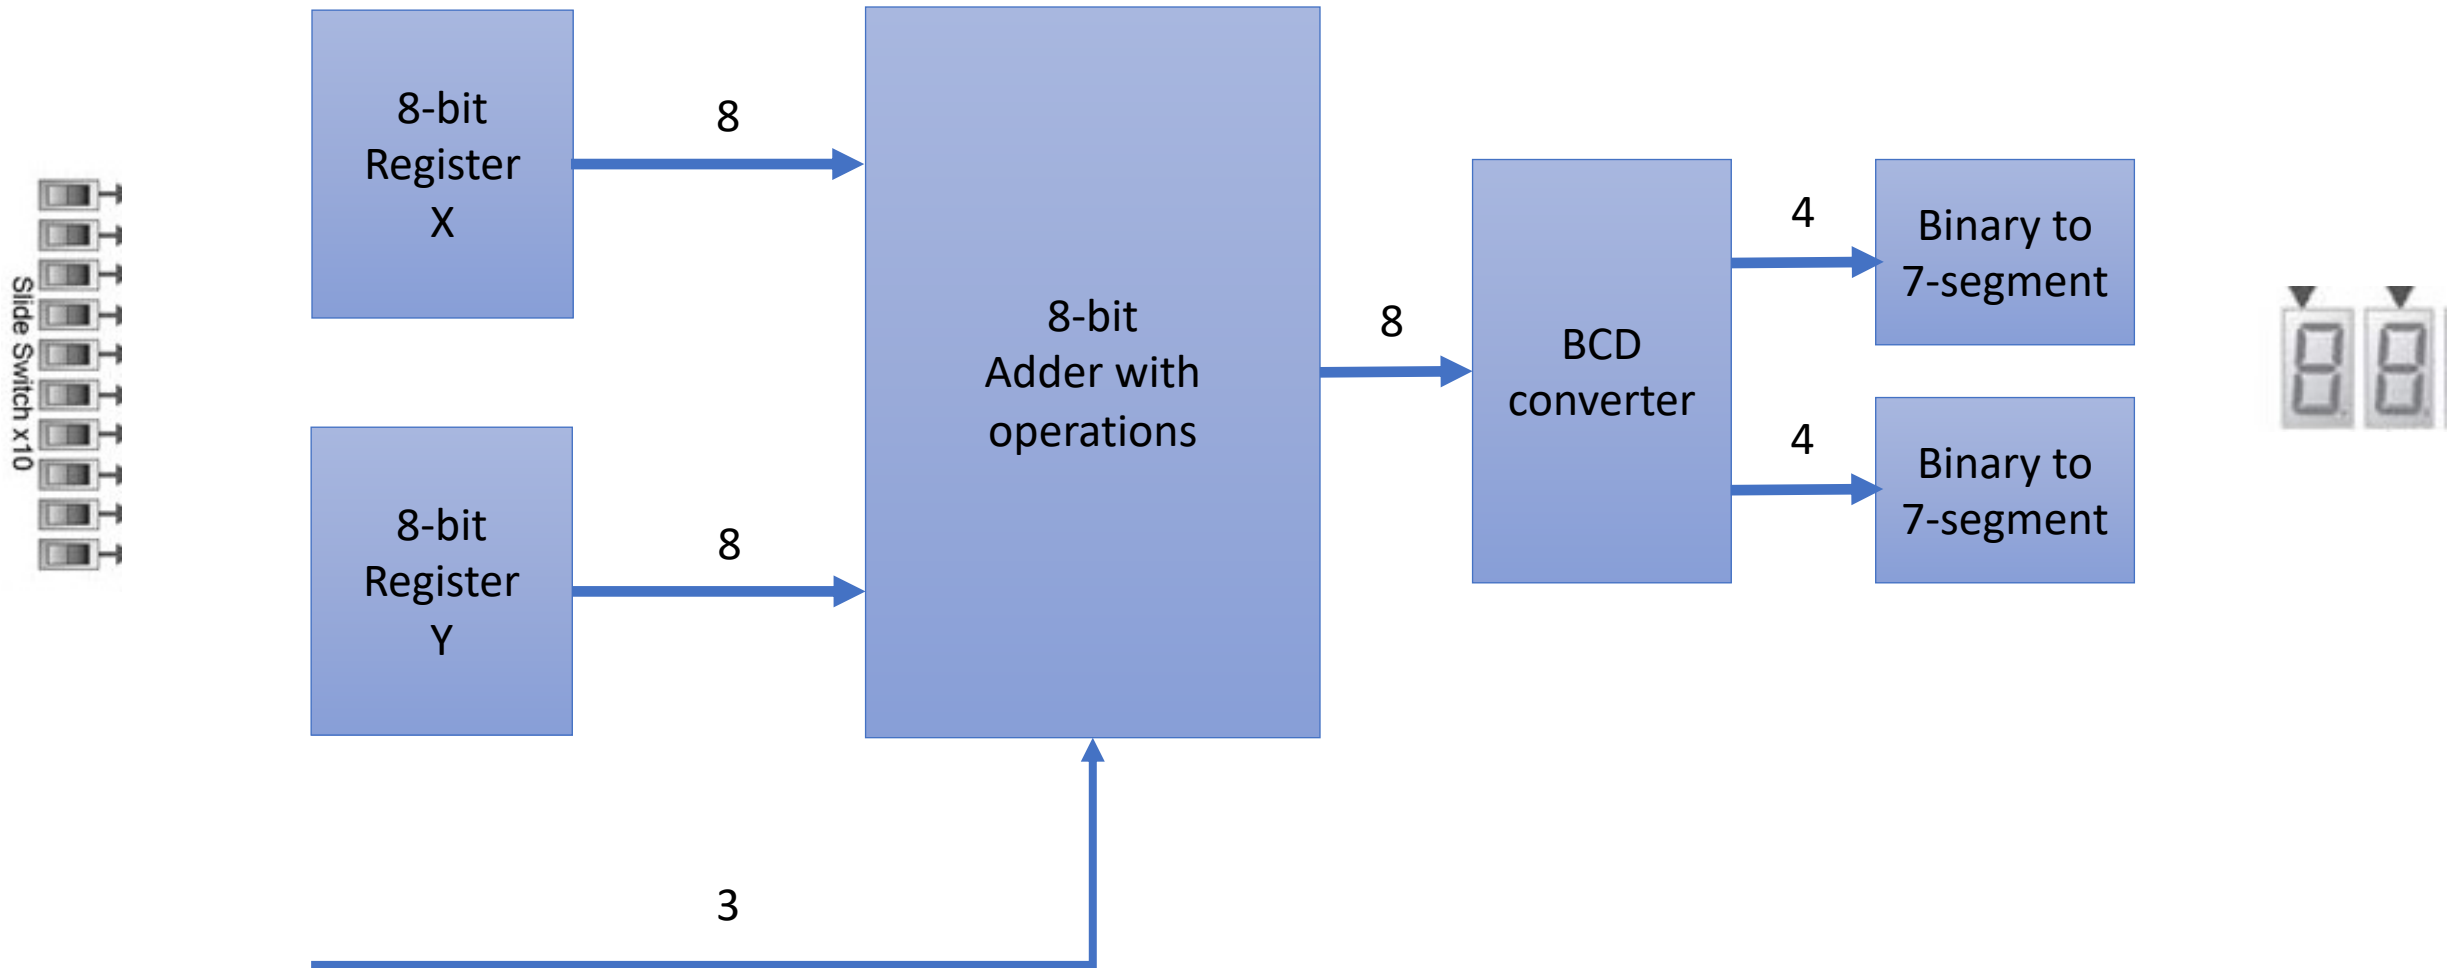 Slide Switch x10
8-bit
Register
X
8
8-bit
Register
Y
8
3
8-bit
Adder with
operations
8
BCD
converter
4
Binary to
7-segment
4
Binary to
7-segment